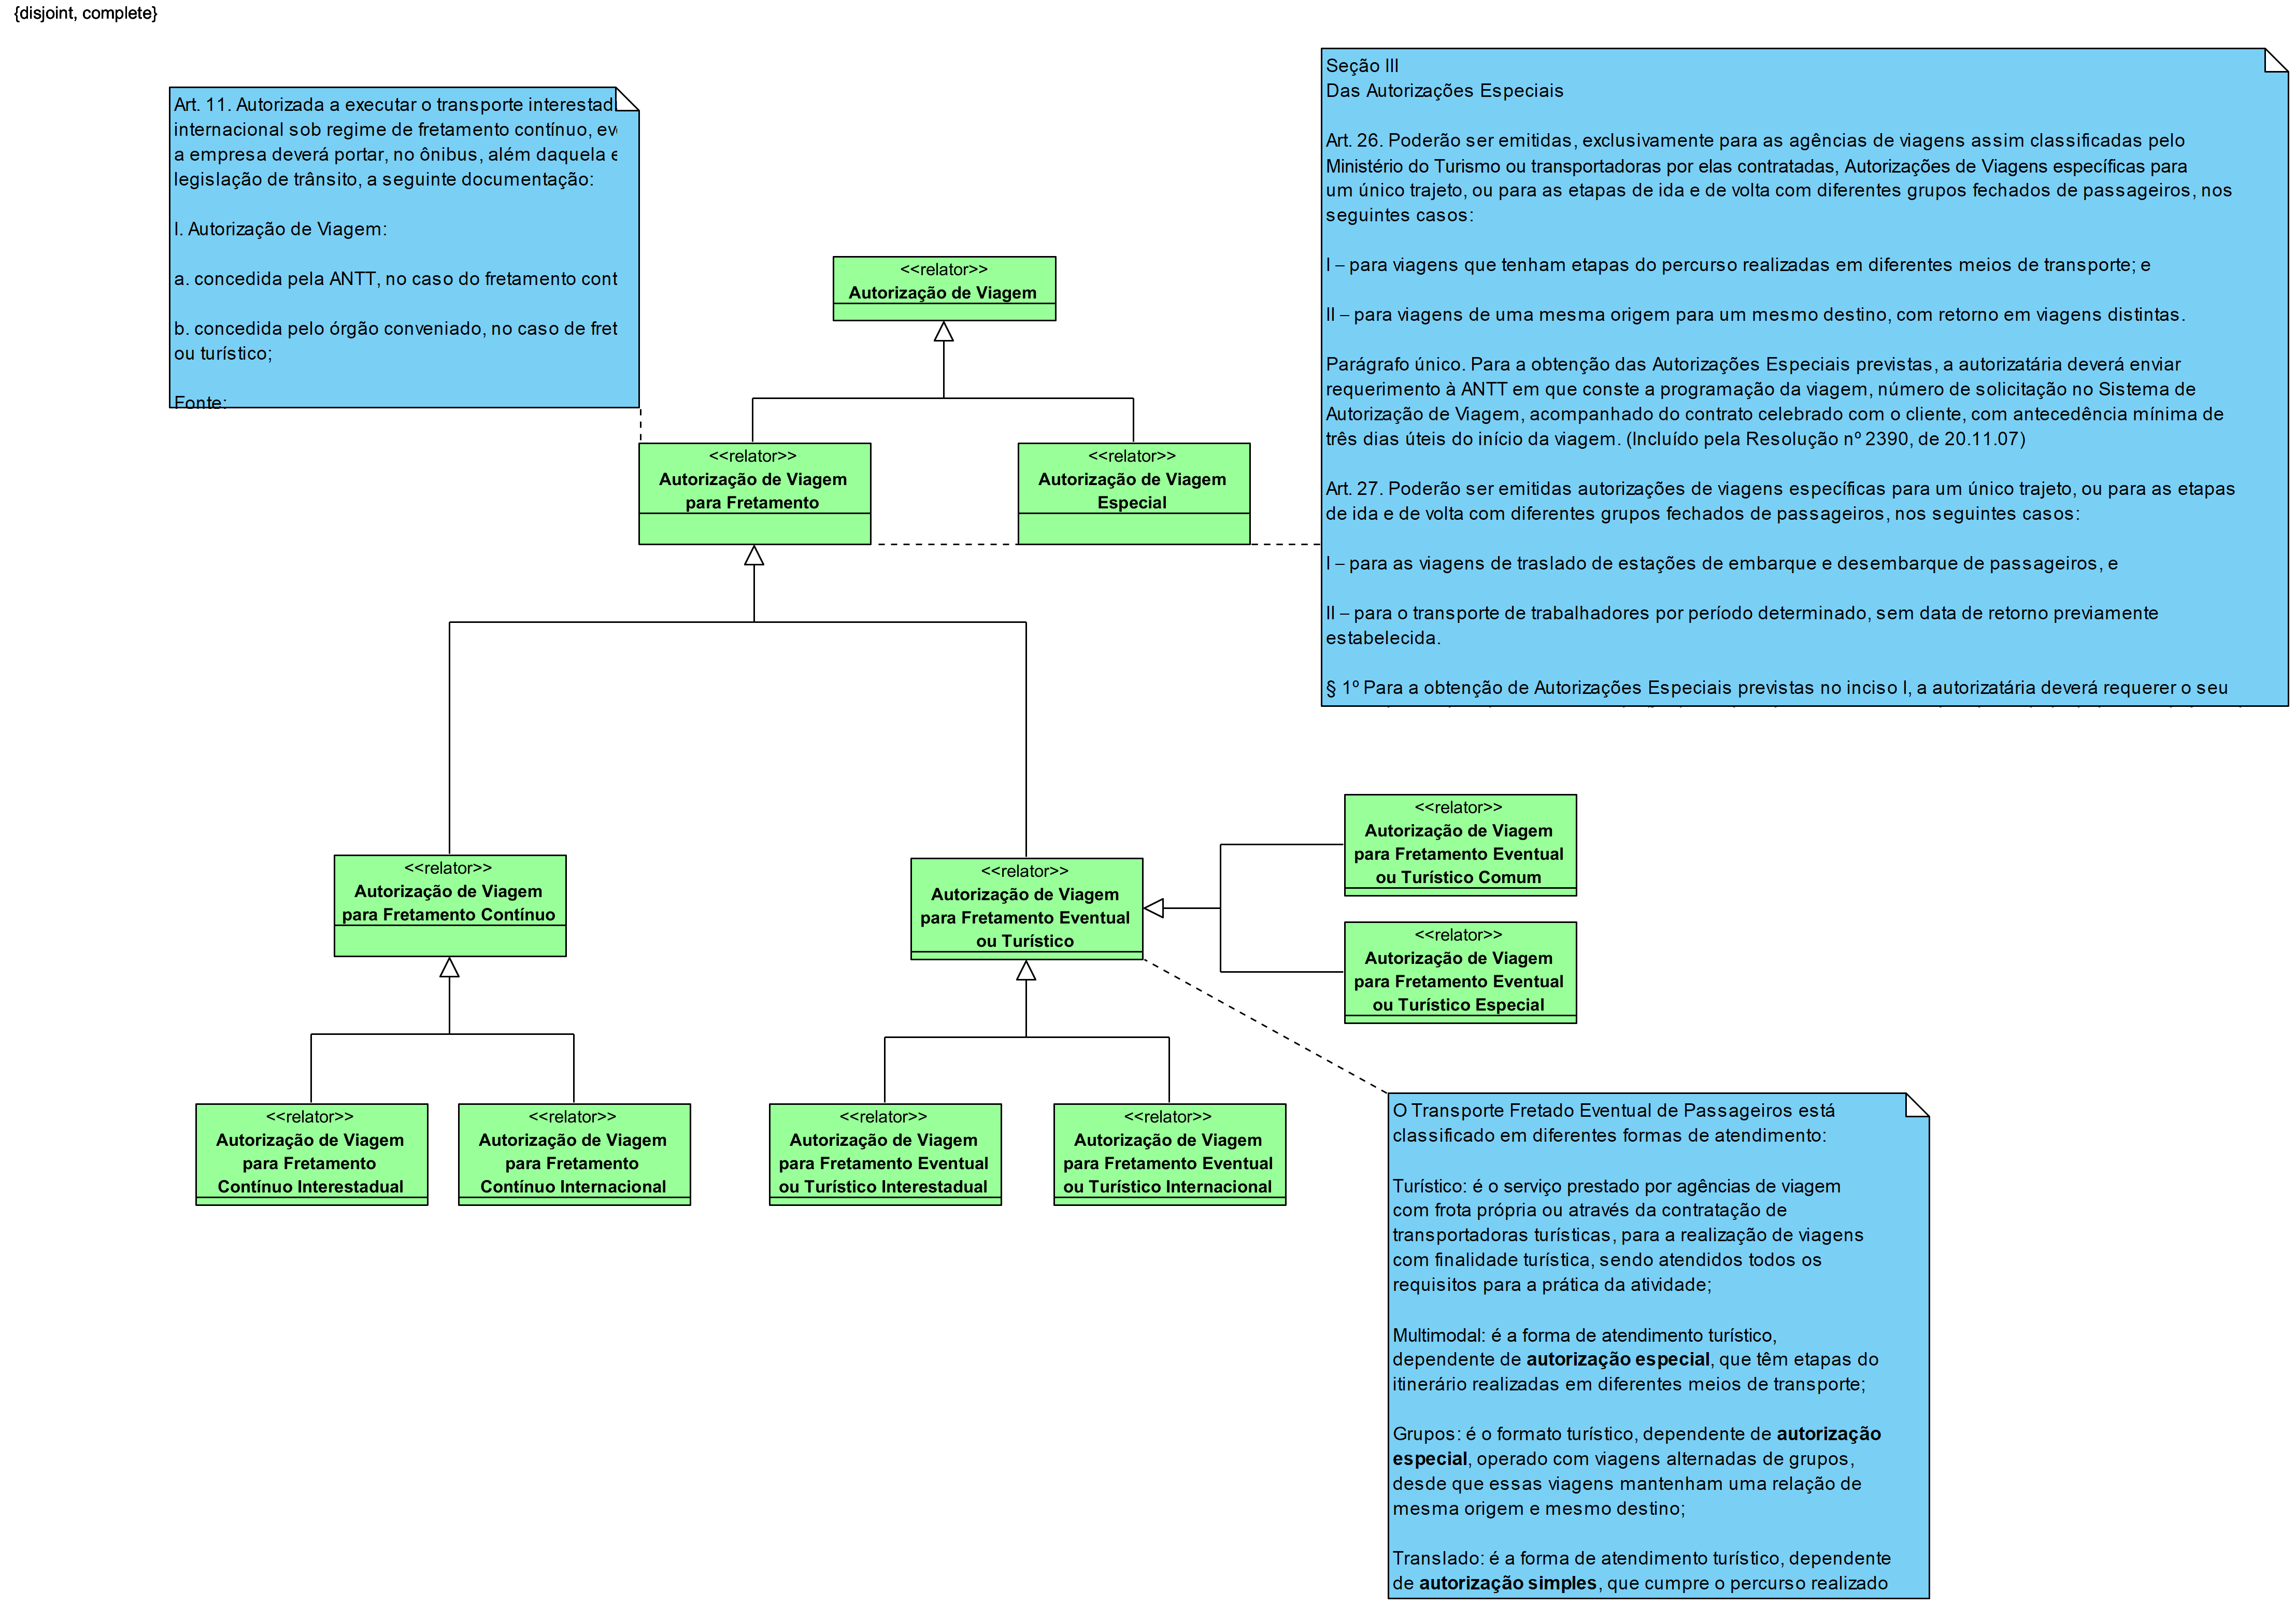 {disjoint, complete}
Art. 11. Autorizada a executar o transporte interestad
internacional sob regime de fretamento contínuo, ev
a empresa deverá portar, no ônibus, além daquela e
legislação de trânsito, a seguinte documentação:
I. Autorização de Viagem:
a. concedida pela ANTT, no caso do fretamento cont
b. concedida pelo órgão conveniado, no caso de fret
ou turístico;
Fonte:
Seção III
Das Autorizações Especiais
Art. 26. Poderão ser emitidas, exclusivamente para as agências de viagens assim classificadas pelo
Ministério do Turismo ou transportadoras por elas contratadas, Autorizações de Viagens específicas para
um único trajeto, ou para as etapas de ida e de volta com diferentes grupos fechados de passageiros, nos
seguintes casos:
I – para viagens que tenham etapas do percurso realizadas em diferentes meios de transporte; e
II – para viagens de uma mesma origem para um mesmo destino, com retorno em viagens distintas.
Parágrafo único. Para a obtenção das Autorizações Especiais previstas, a autorizatária deverá enviar
requerimento à ANTT em que conste a programação da viagem, número de solicitação no Sistema de
Autorização de Viagem, acompanhado do contrato celebrado com o cliente, com antecedência mínima de
três dias úteis do início da viagem. (Incluído pela Resolução nº 2390, de 20.11.07)
Art. 27. Poderão ser emitidas autorizações de viagens específicas para um único trajeto, ou para as etapas
de ida e de volta com diferentes grupos fechados de passageiros, nos seguintes casos:
I – para as viagens de traslado de estações de embarque e desembarque de passageiros, e
II – para o transporte de trabalhadores por período determinado, sem data de retorno previamente
estabelecida.
§ 1º Para a obtenção de Autorizações Especiais previstas no inciso I, a autorizatária deverá requerer o seu
<<relator>>
Autorização de Viagem
<<relator>>
Autorização de Viagem
para Fretamento
<<relator>>
Autorização de Viagem
Especial
<<relator>>
Autorização de Viagem
para Fretamento Contínuo
<<relator>>
Autorização de Viagem
para Fretamento Eventual
ou Turístico
<<relator>>
Autorização de Viagem
para Fretamento Eventual
ou Turístico Comum
<<relator>>
Autorização de Viagem
para Fretamento Eventual
ou Turístico Especial
<<relator>>
Autorização de Viagem
para Fretamento
Contínuo Interestadual
<<relator>>
Autorização de Viagem
para Fretamento
Contínuo Internacional
<<relator>>
Autorização de Viagem
para Fretamento Eventual
ou Turístico Interestadual
<<relator>>
Autorização de Viagem
para Fretamento Eventual
ou Turístico Internacional
O Transporte Fretado Eventual de Passageiros está
classificado em diferentes formas de atendimento:
Turístico: é o serviço prestado por agências de viagem
com frota própria ou através da contratação de
transportadoras turísticas, para a realização de viagens
com finalidade turística, sendo atendidos todos os
requisitos para a prática da atividade;
Multimodal: é a forma de atendimento turístico,
dependente de autorização especial, que têm etapas do
itinerário realizadas em diferentes meios de transporte;
Grupos: é o formato turístico, dependente de autorização
especial, operado com viagens alternadas de grupos,
desde que essas viagens mantenham uma relação de
mesma origem e mesmo destino;
Translado: é a forma de atendimento turístico, dependente
de autorização simples, que cumpre o percurso realizado